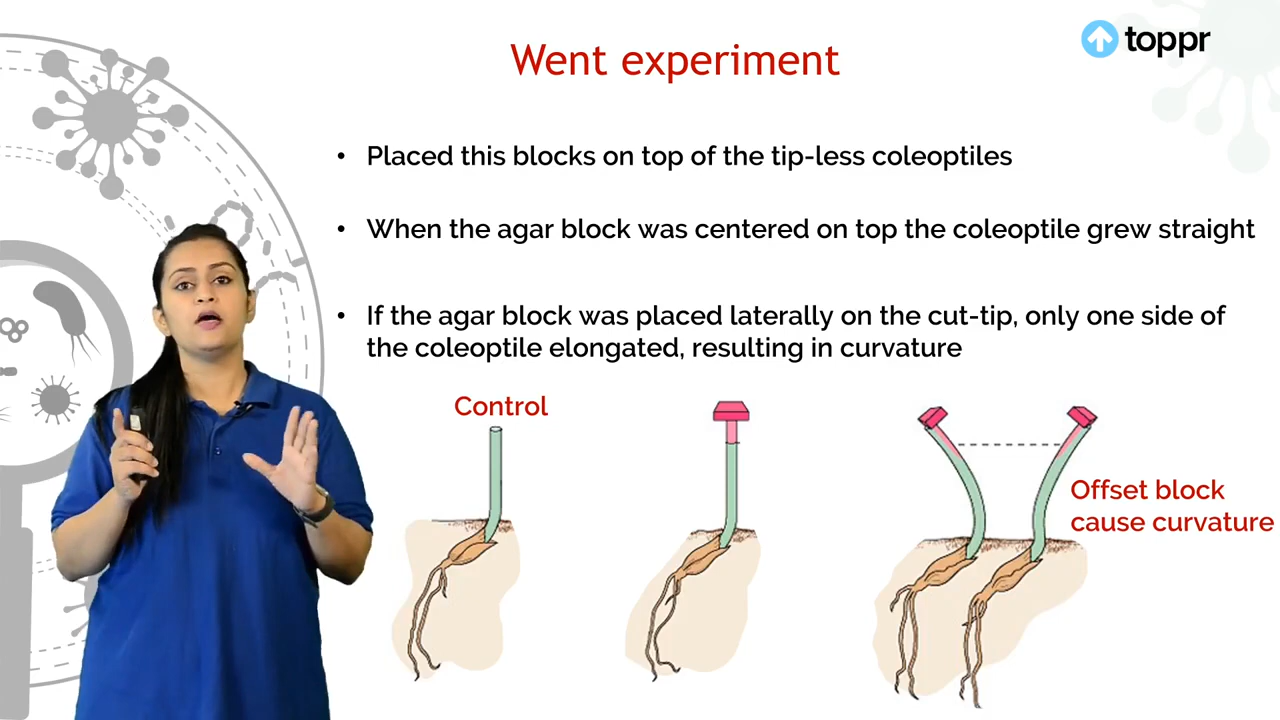 toppr
Went experiment
• Placed this blocks on top of the tip-less coleoptiles
• When the agar block was centered on top the coleoptile grew straight
• If the agar block was placed laterally on the cut-tip, only one side of
the coleoptile elongated, resulting in curvature
Control
Offset block
cause curvature